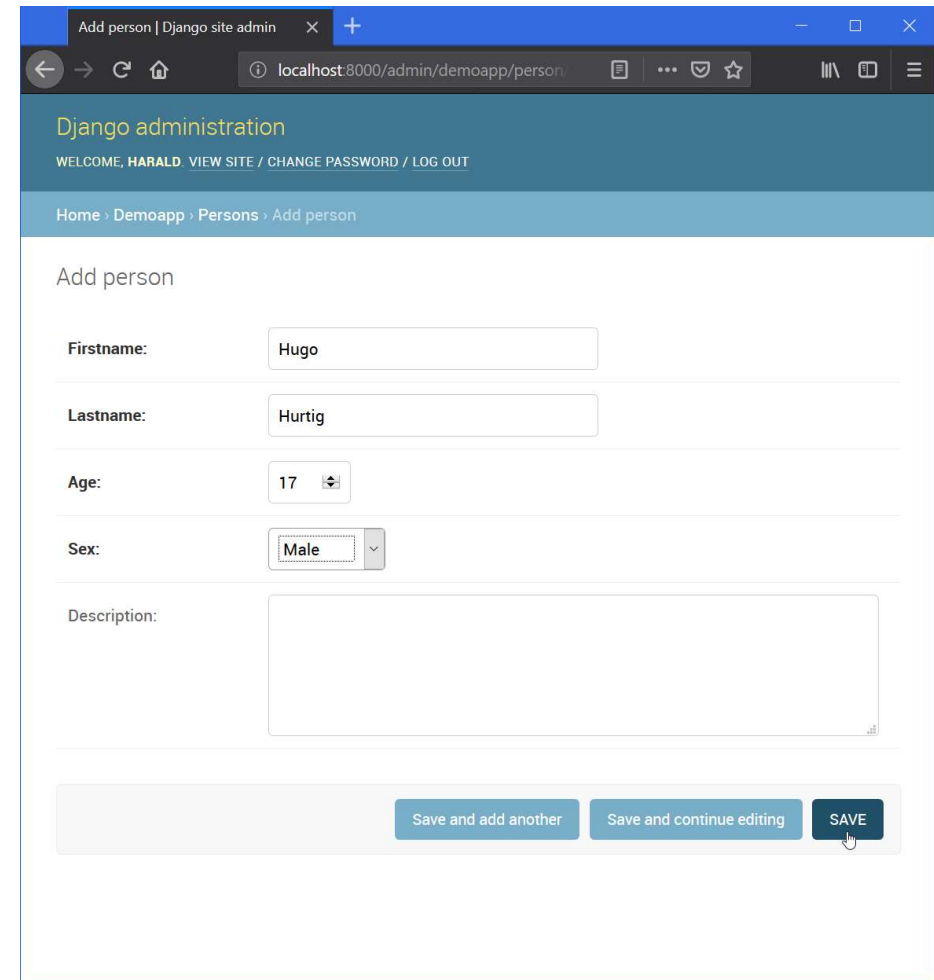 Add person | Django site admin
localhost:8000/admin/demoapp/person/
Django administration
WELCOME, HARALD. VIEW SITE / CHANGE PASSWORD / LOG OUT
Home › Demoapp › Persons › Add person
Add person
Firstname: Hugo
Lastname: Hurtig
Age: 17
Sex: Male
Description:
Save and add another Save and continue editing SAVE